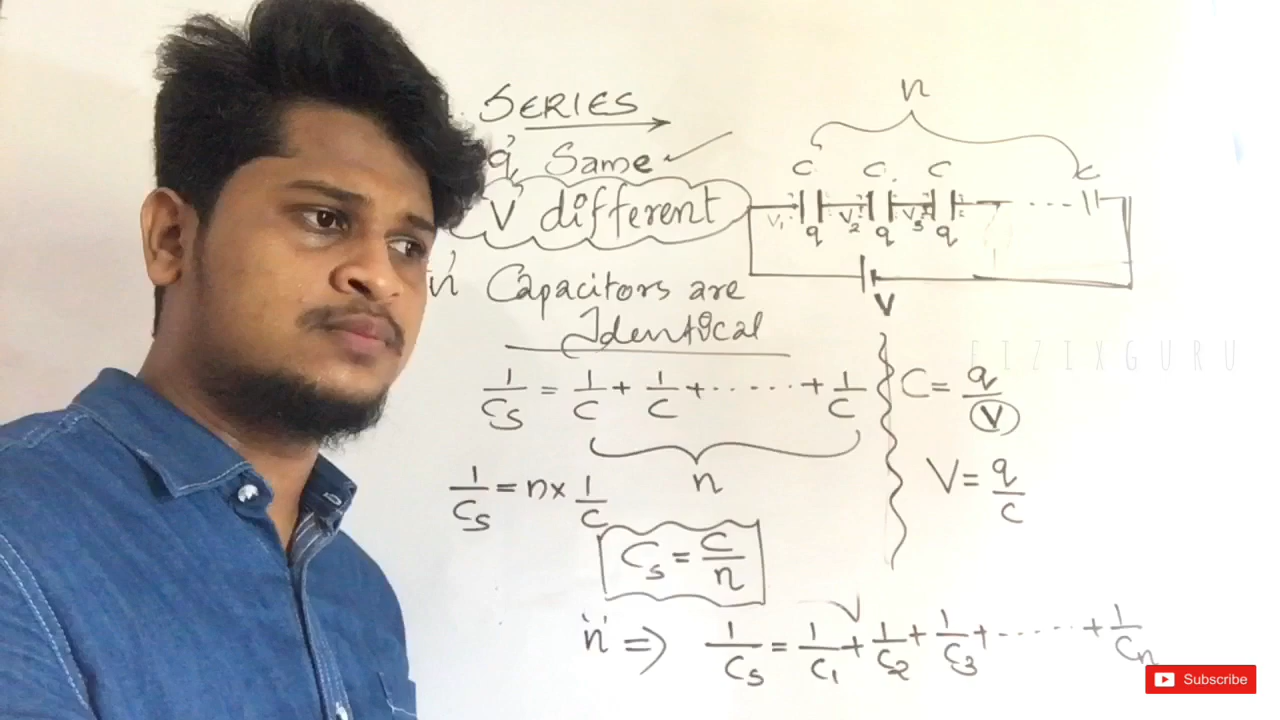 SERIES
'q' Same ✓
V different
'n' Capacitors are
Identical
1/Cs = 1/C + 1/C + ...... + 1/C
n
1/Cs = n × 1/C
Cs = C/n
'n' ⇒ 1/Cs = 1/C1 + 1/C2 + 1/C3 + ...... + 1/Cn
n
C C C C
V1 V2 V3
q q q
V
FIZIXGURU
C = q/V
V = q/C
Subscribe